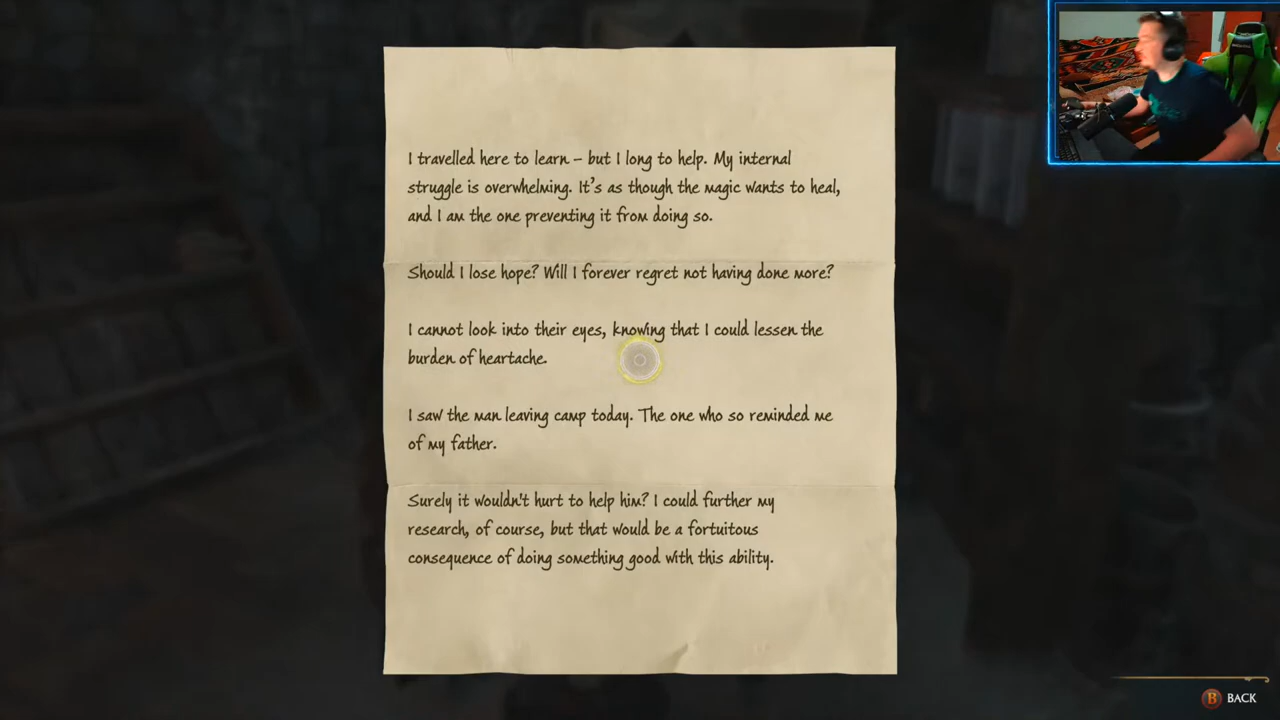 I travelled here to learn – but I long to help. My internal
struggle is overwhelming. It's as though the magic wants to heal,
and I am the one preventing it from doing so.
Should I lose hope? Will I forever regret not having done more?
I cannot look into their eyes, knowing that I could lessen the
burden of heartache.
I saw the man leaving camp today. The one who so reminded me
of my father.
Surely it wouldn't hurt to help him? I could further my
research, of course, but that would be a fortuitous
consequence of doing something good with this ability.
B BACK